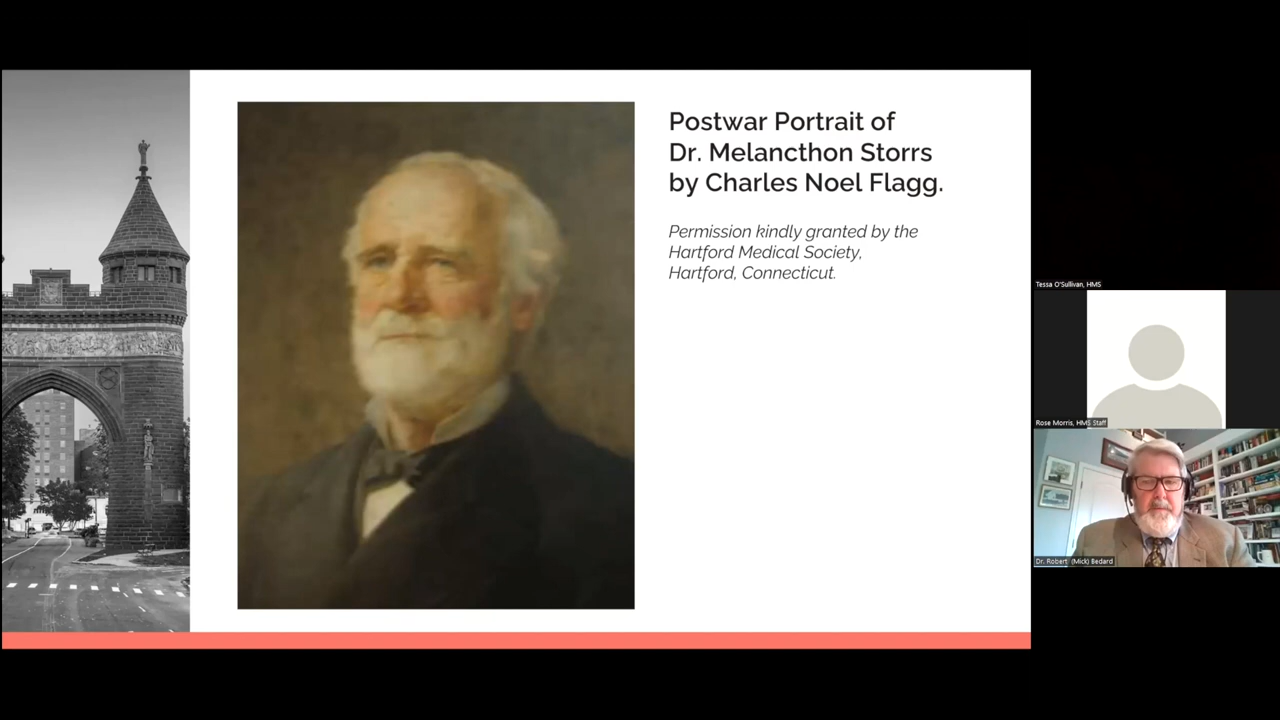 Postwar Portrait of
Dr. Melancthon Storrs
by Charles Noel Flagg.
Permission kindly granted by the
Hartford Medical Society,
Hartford, Connecticut.
Tessa O'Sullivan, HMS
Rose Morris, HMS Staff
Dr. Robert (Mick) Bedard